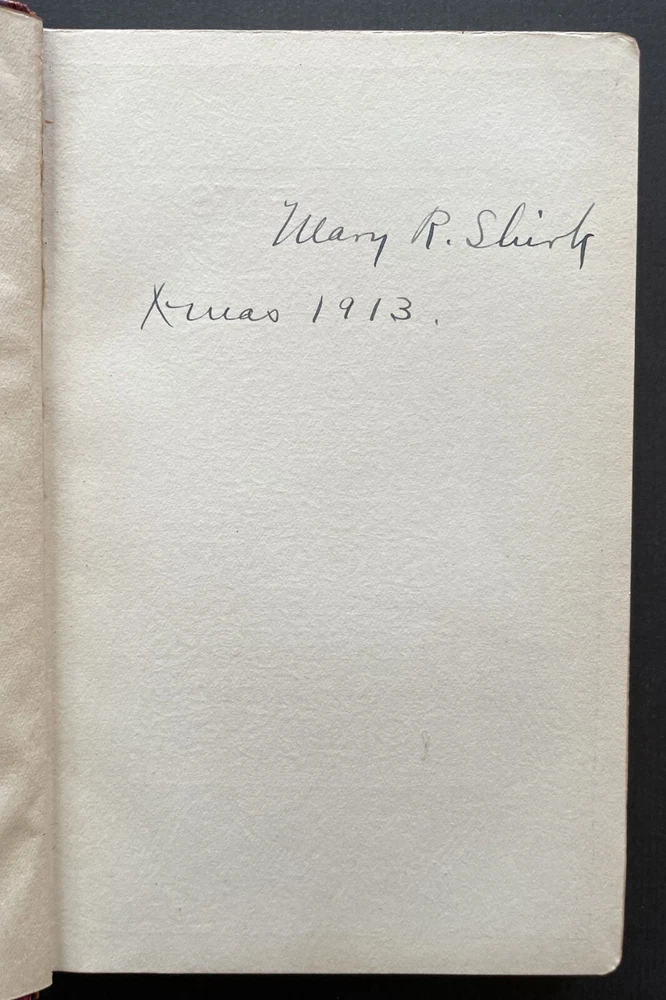 Mary R. Shirk
Xmas 1913.